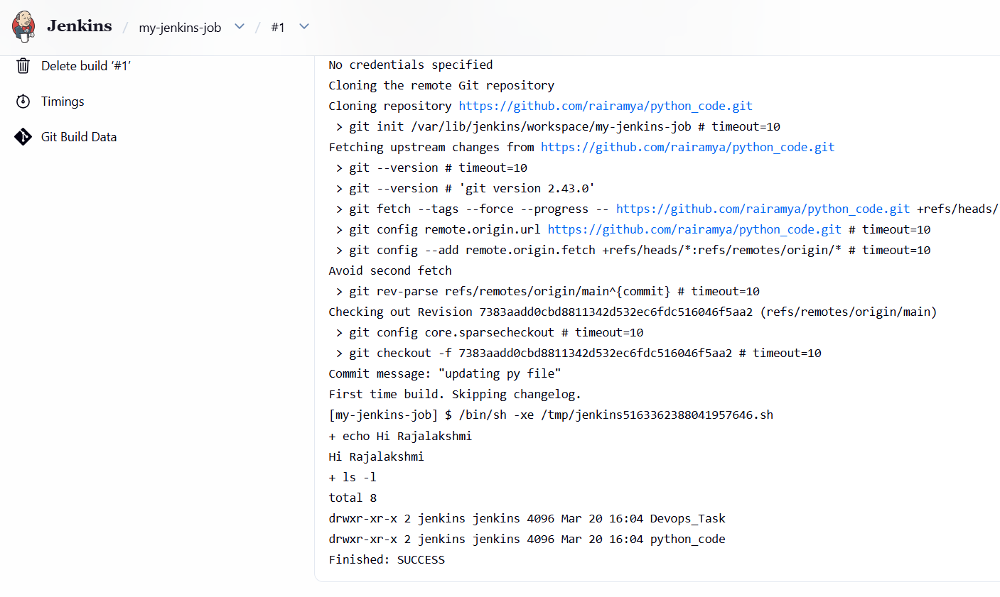 Jenkins / my-jenkins-job / #1
Delete build '#1'
Timings
Git Build Data
No credentials specified
Cloning the remote Git repository
Cloning repository https://github.com/rairamya/python_code.git
 > git init /var/lib/jenkins/workspace/my-jenkins-job # timeout=10
Fetching upstream changes from https://github.com/rairamya/python_code.git
 > git --version # timeout=10
 > git --version # 'git version 2.43.0'
 > git fetch --tags --force --progress -- https://github.com/rairamya/python_code.git +refs/heads/
 > git config remote.origin.url https://github.com/rairamya/python_code.git # timeout=10
 > git config --add remote.origin.fetch +refs/heads/*:refs/remotes/origin/* # timeout=10
Avoid second fetch
 > git rev-parse refs/remotes/origin/main^{commit} # timeout=10
Checking out Revision 7383aadd0cbd8811342d532ec6fdc516046f5aa2 (refs/remotes/origin/main)
 > git config core.sparsecheckout # timeout=10
 > git checkout -f 7383aadd0cbd8811342d532ec6fdc516046f5aa2 # timeout=10
Commit message: "updating py file"
First time build. Skipping changelog.
[my-jenkins-job] $ /bin/sh -xe /tmp/jenkins5163362388041957646.sh
+ echo Hi Rajalakshmi
Hi Rajalakshmi
+ ls -l
total 8
drwxr-xr-x 2 jenkins jenkins 4096 Mar 20 16:04 Devops_Task
drwxr-xr-x 2 jenkins jenkins 4096 Mar 20 16:04 python_code
Finished: SUCCESS